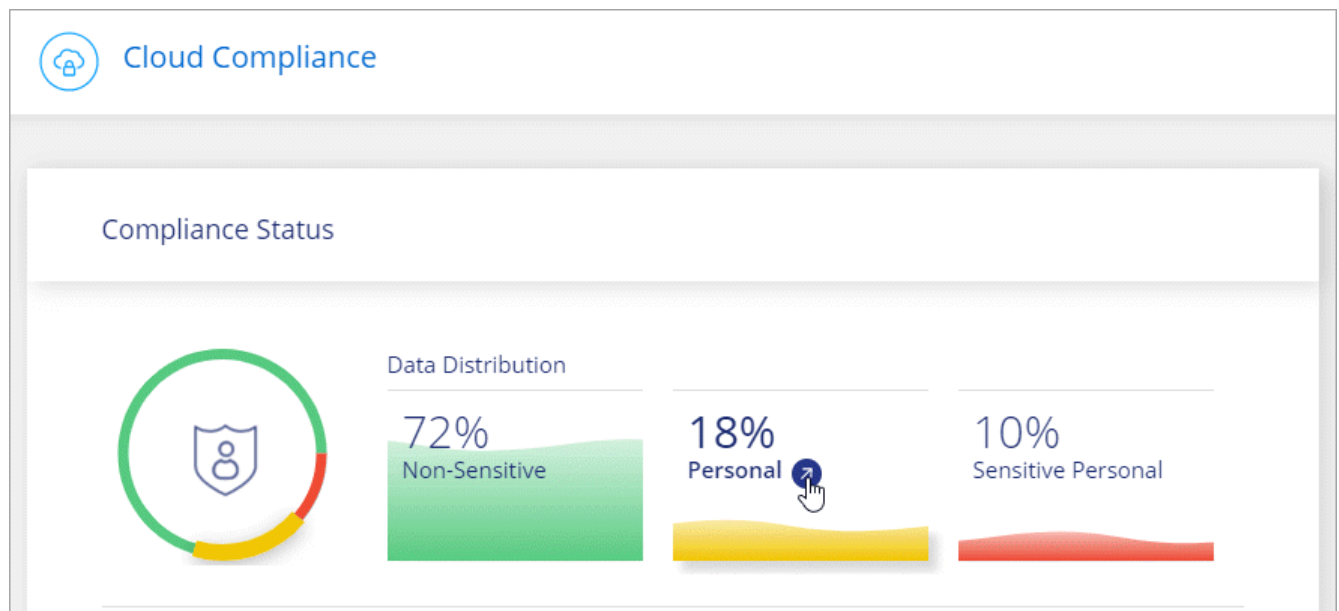 Cloud Compliance
Compliance Status
Data Distribution
72%
Non-Sensitive
18%
Personal
10%
Sensitive Personal